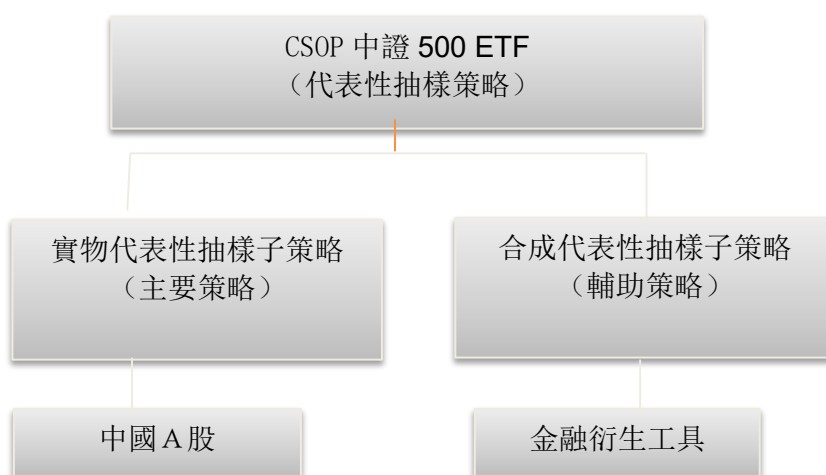 CSOP 中證 500 ETF
（代表性抽樣策略）
實物代表性抽樣子策略
（主要策略）
合成代表性抽樣子策略
（輔助策略）
中國A股
金融衍生工具